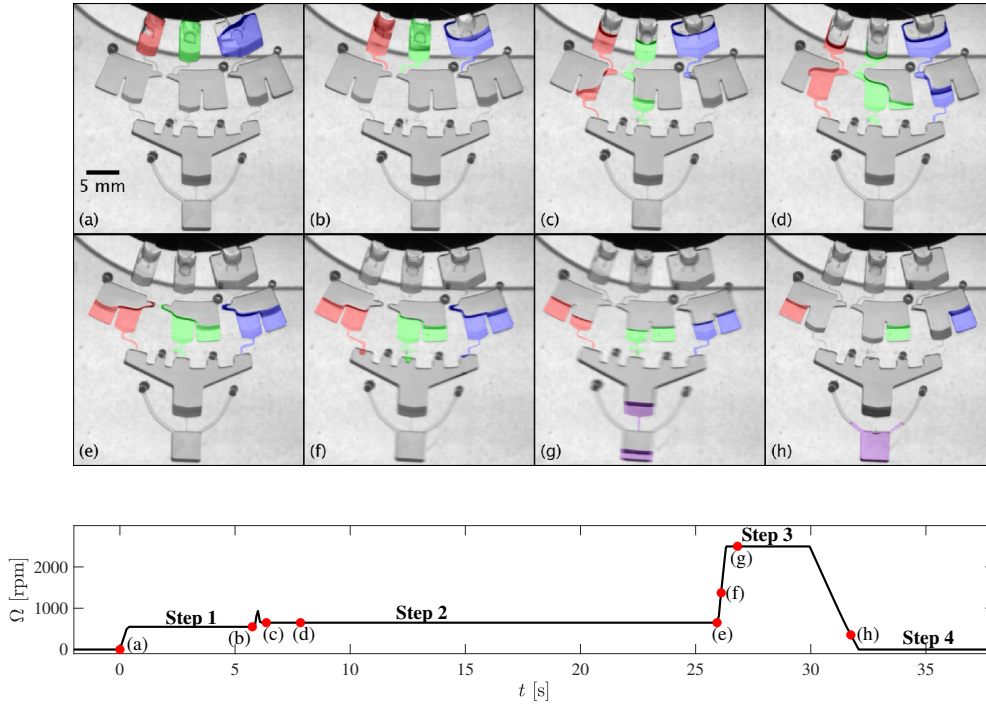 5 mm
(a)
(b)
(c)
(d)
(e)
(f)
(g)
(h)
Ω [rpm]
2000
1000
0
Step 1
Step 2
Step 3
Step 4
(a)
(b)
(c)
(d)
(e)
(f)
(g)
(h)
0
5
10
15
20
25
30
35
t [s]